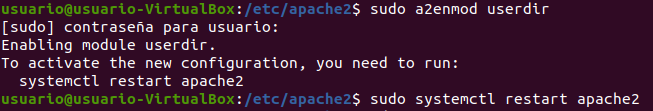 usuario@usuario-VirtualBox:/etc/apache2$ sudo a2enmod userdir
[sudo] contraseña para usuario:
Enabling module userdir.
To activate the new configuration, you need to run:
  systemctl restart apache2
usuario@usuario-VirtualBox:/etc/apache2$ sudo systemctl restart apache2